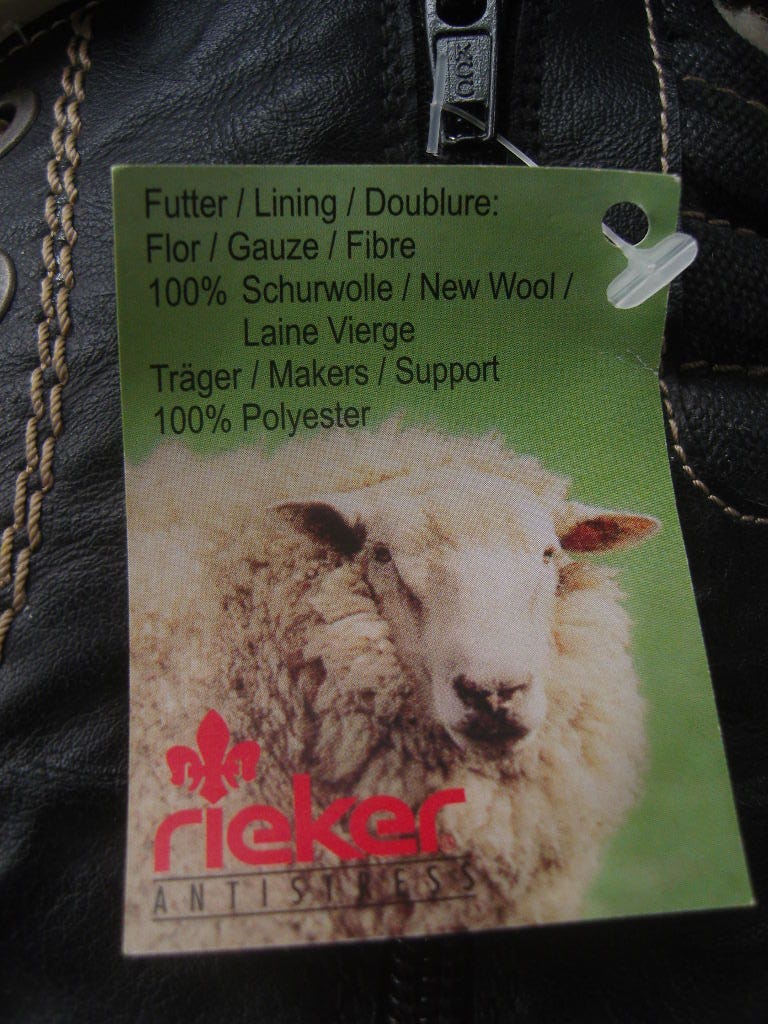 Futter / Lining / Doublure:
Flor / Gauze / Fibre
100% Schurwolle / New Wool /
Laine Vierge
Träger / Makers / Support
100% Polyester
rieker
ANTISTRESS